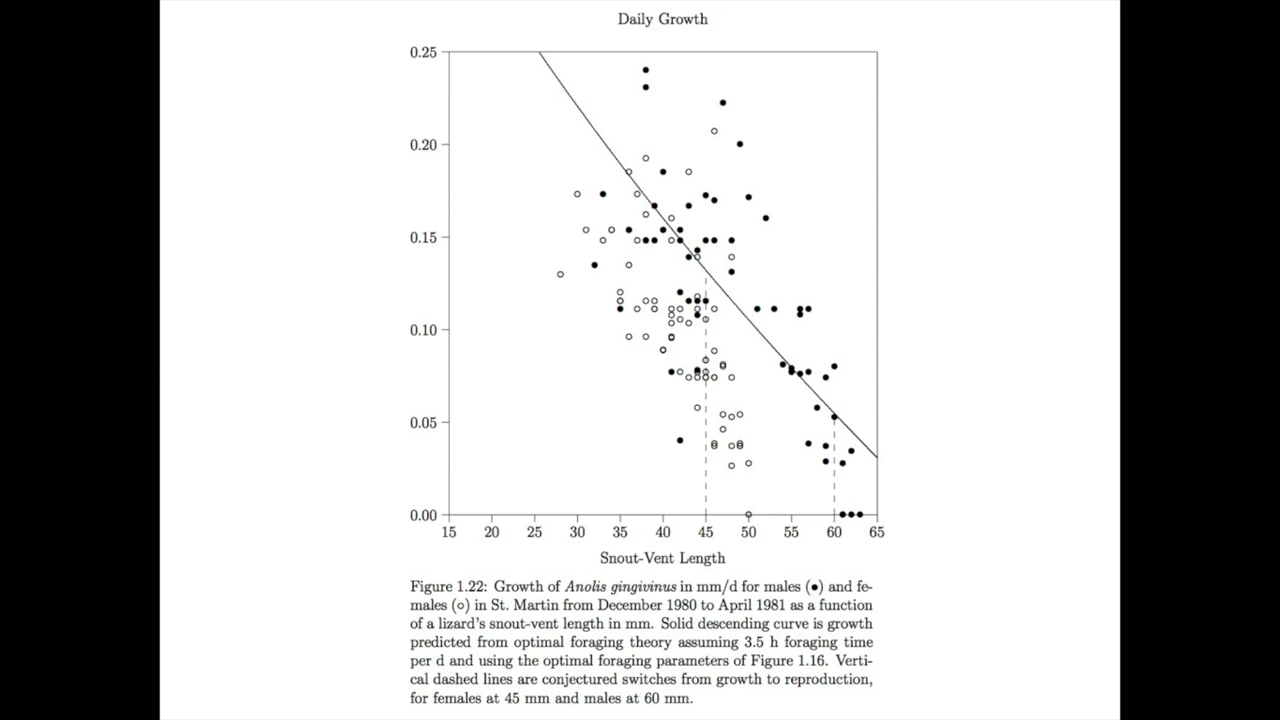 Daily Growth
0.25
0.20
0.15
0.10
0.05
0.00
15 20 25 30 35 40 45 50 55 60 65
Snout-Vent Length
Figure 1.22: Growth of Anolis gingivinus in mm/d for males (●) and fe-
males (○) in St. Martin from December 1980 to April 1981 as a function
of a lizard's snout-vent length in mm. Solid descending curve is growth
predicted from optimal foraging theory assuming 3.5 h foraging time
per d and using the optimal foraging parameters of Figure 1.16. Verti-
cal dashed lines are conjectured switches from growth to reproduction,
for females at 45 mm and males at 60 mm.